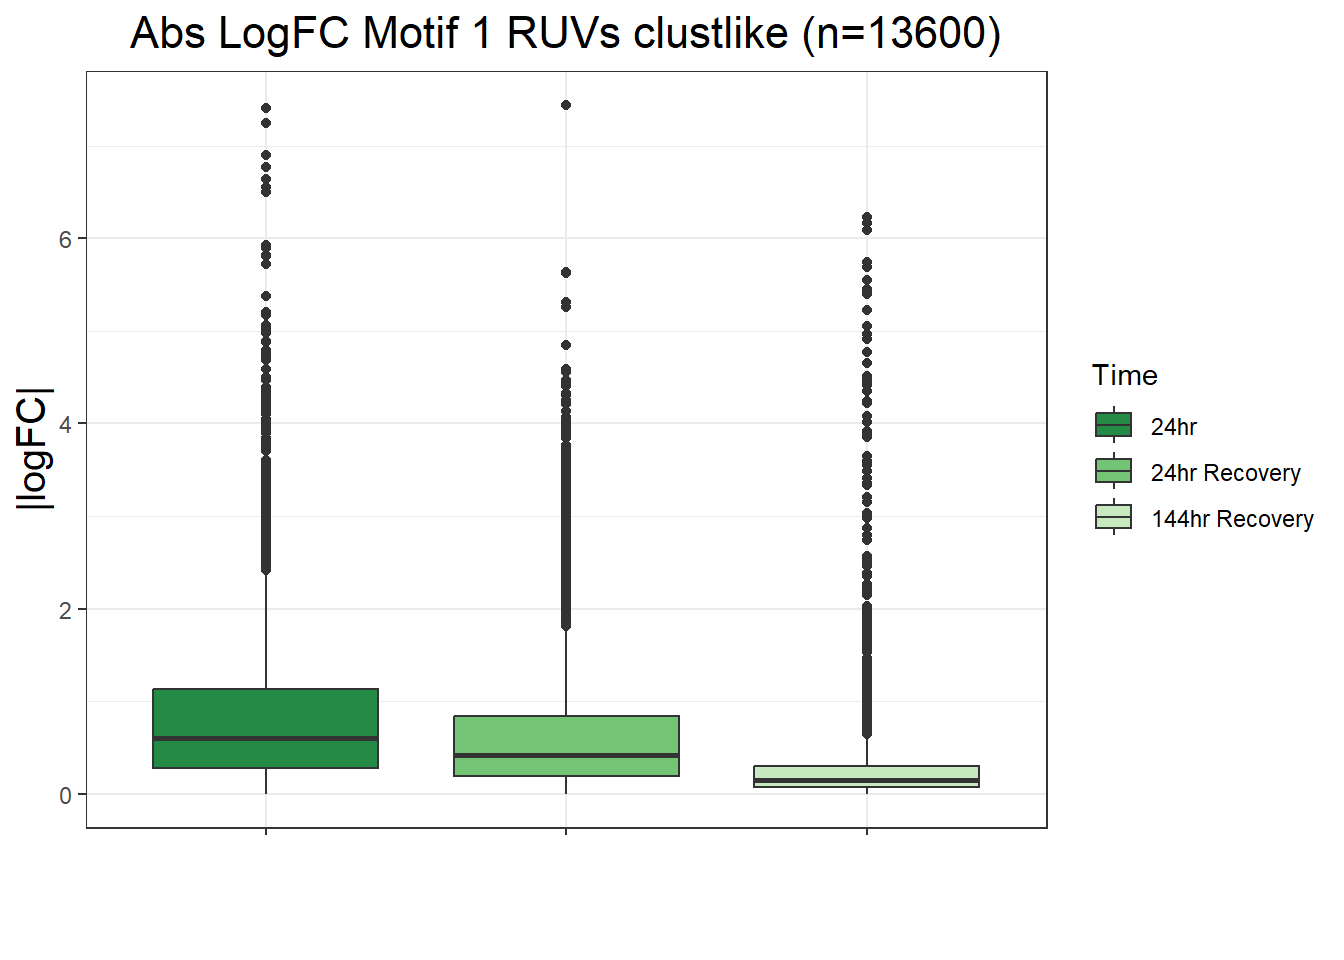 Abs LogFC Motif 1 RUVs clustlike (n=13600)
|logFC|
6
4
2
0
Time
24hr
24hr Recovery
144hr Recovery